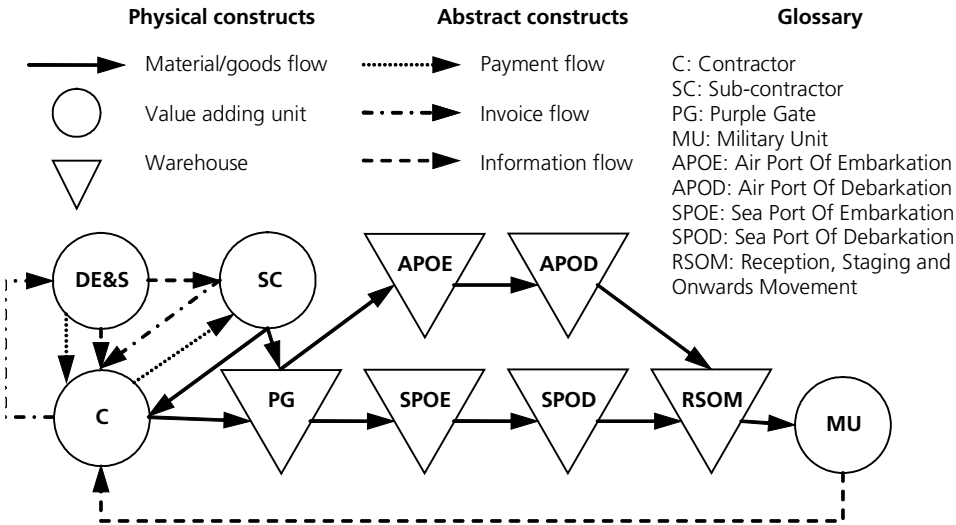 Physical constructs
Abstract constructs
Glossary
Material/goods flow
Payment flow
Value adding unit
Invoice flow
Warehouse
Information flow
C: Contractor
SC: Sub-contractor
PG: Purple Gate
MU: Military Unit
APOE: Air Port Of Embarkation
APOD: Air Port Of Debarkation
SPOE: Sea Port Of Embarkation
SPOD: Sea Port Of Debarkation
RSOM: Reception, Staging and
Onwards Movement
DE&S
SC
APOE
APOD
C
PG
SPOE
SPOD
RSOM
MU